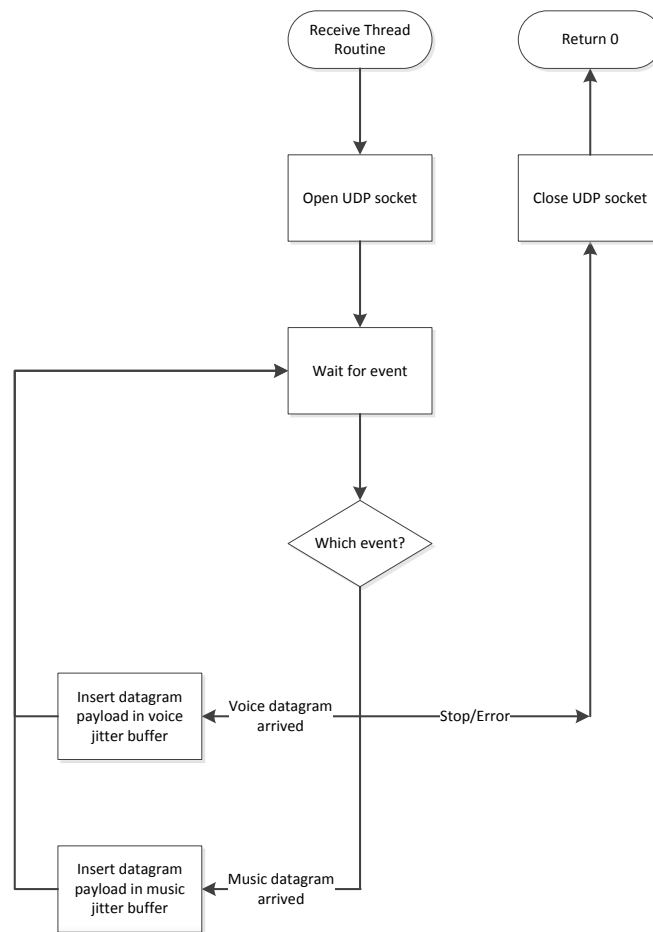 Receive Thread
Routine
Return 0
Open UDP socket
Close UDP socket
Wait for event
Which event?
Insert datagram
payload in voice
jitter buffer
Voice datagram
arrived
Stop/Error
Insert datagram
payload in music
jitter buffer
Music datagram
arrived